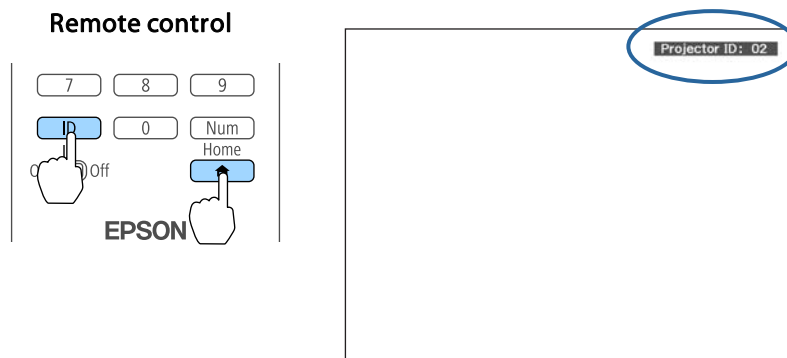 Remote control
7 8 9
ID 0 Num
Home
Off
EPSON
Projector ID: 02